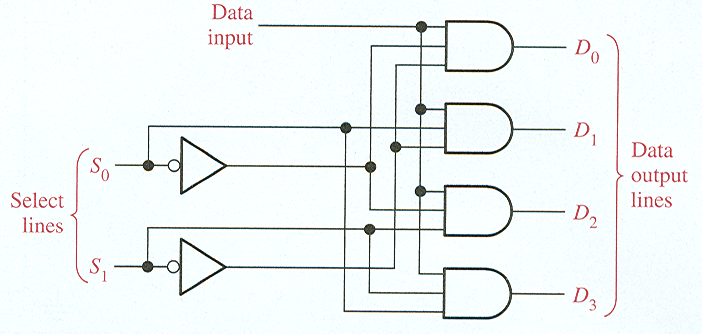 Data
input
D0
D1
Data
output
lines
S0
Select
lines
D2
S1
D3